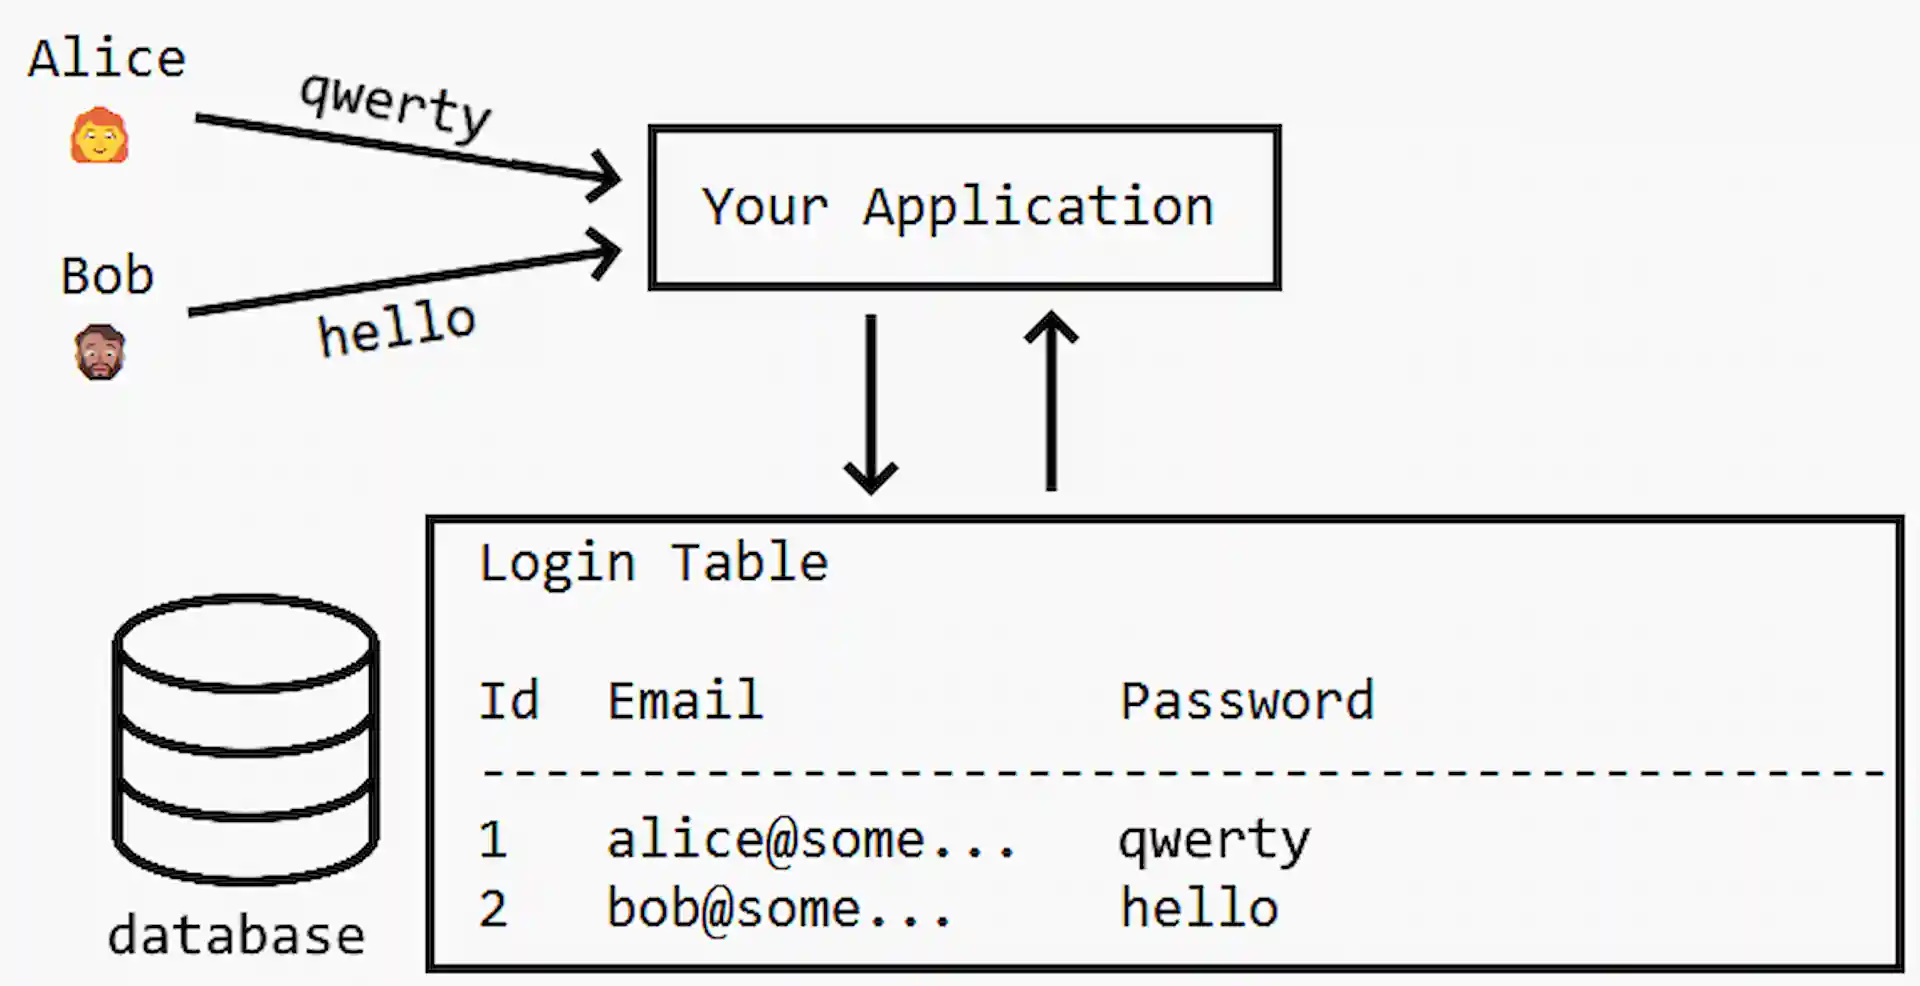 Alice
qwerty
Your Application
Bob
hello
Login Table
Id Email Password
--------------------------------------------
1 alice@some... qwerty
2 bob@some... hello
database